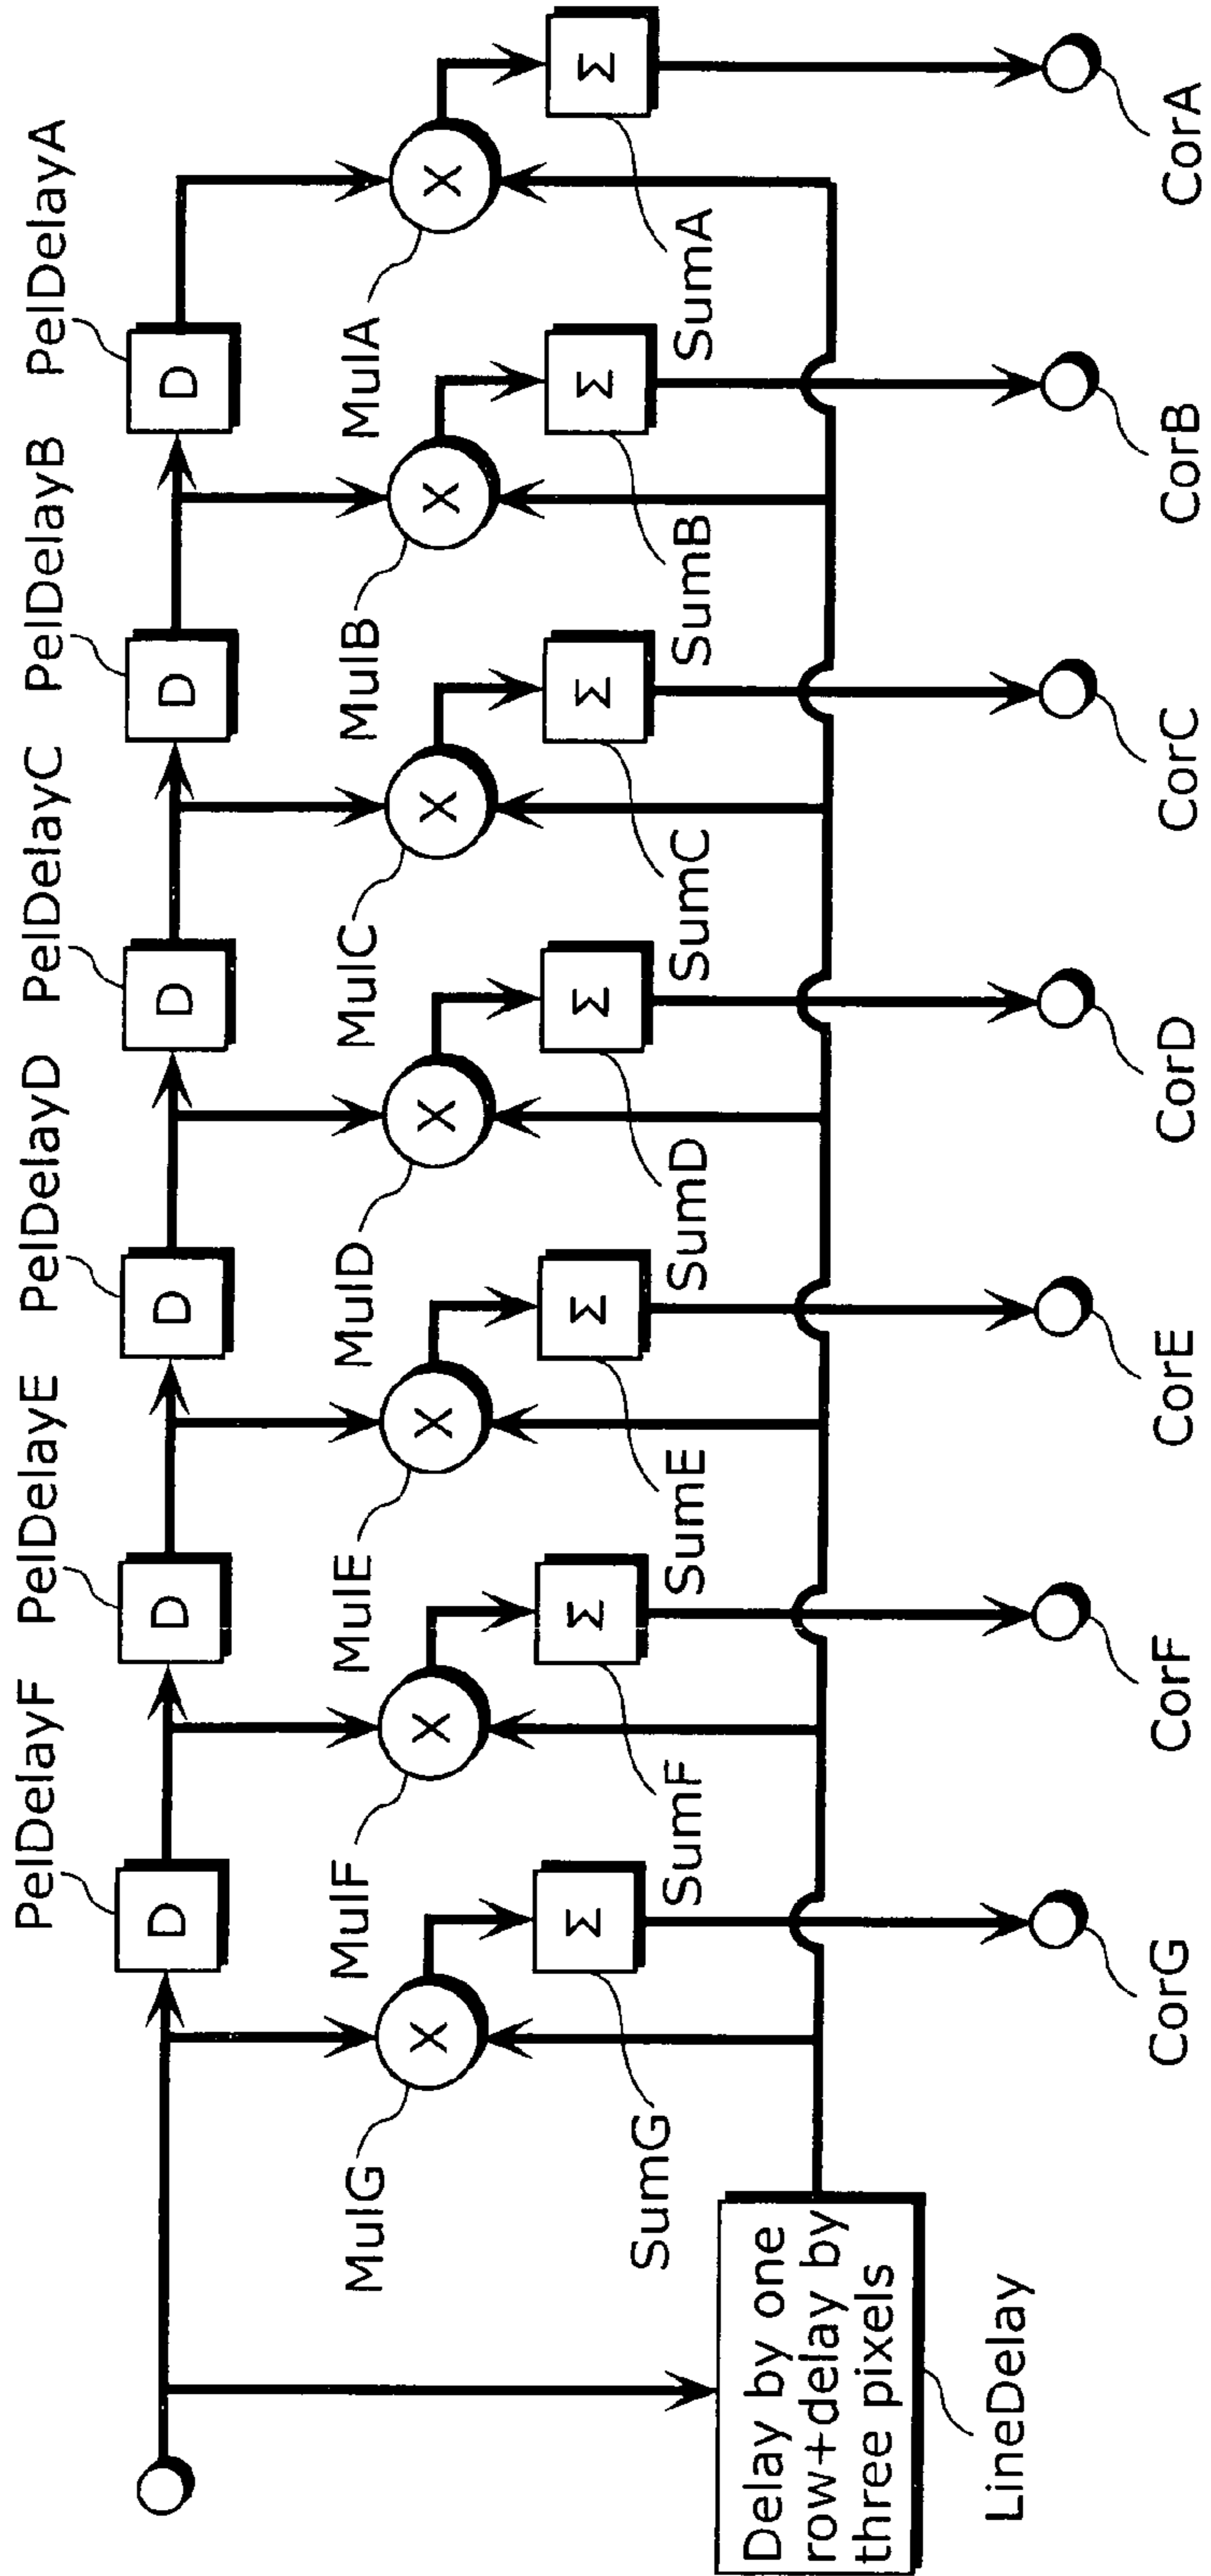 PelDelayF
PelDelayE
PelDelayD
PelDelayC
PelDelayB
PelDelayA
D
D
D
D
D
D
MulG
MulF
MulE
MulD
MulC
MulB
MulA
X
X
X
X
X
X
X
Σ
Σ
Σ
Σ
Σ
Σ
Σ
SumG
SumF
SumE
SumD
SumC
SumB
SumA
Delay by one
row+delay by
three pixels
LineDelay
CorG
CorF
CorE
CorD
CorC
CorB
CorA